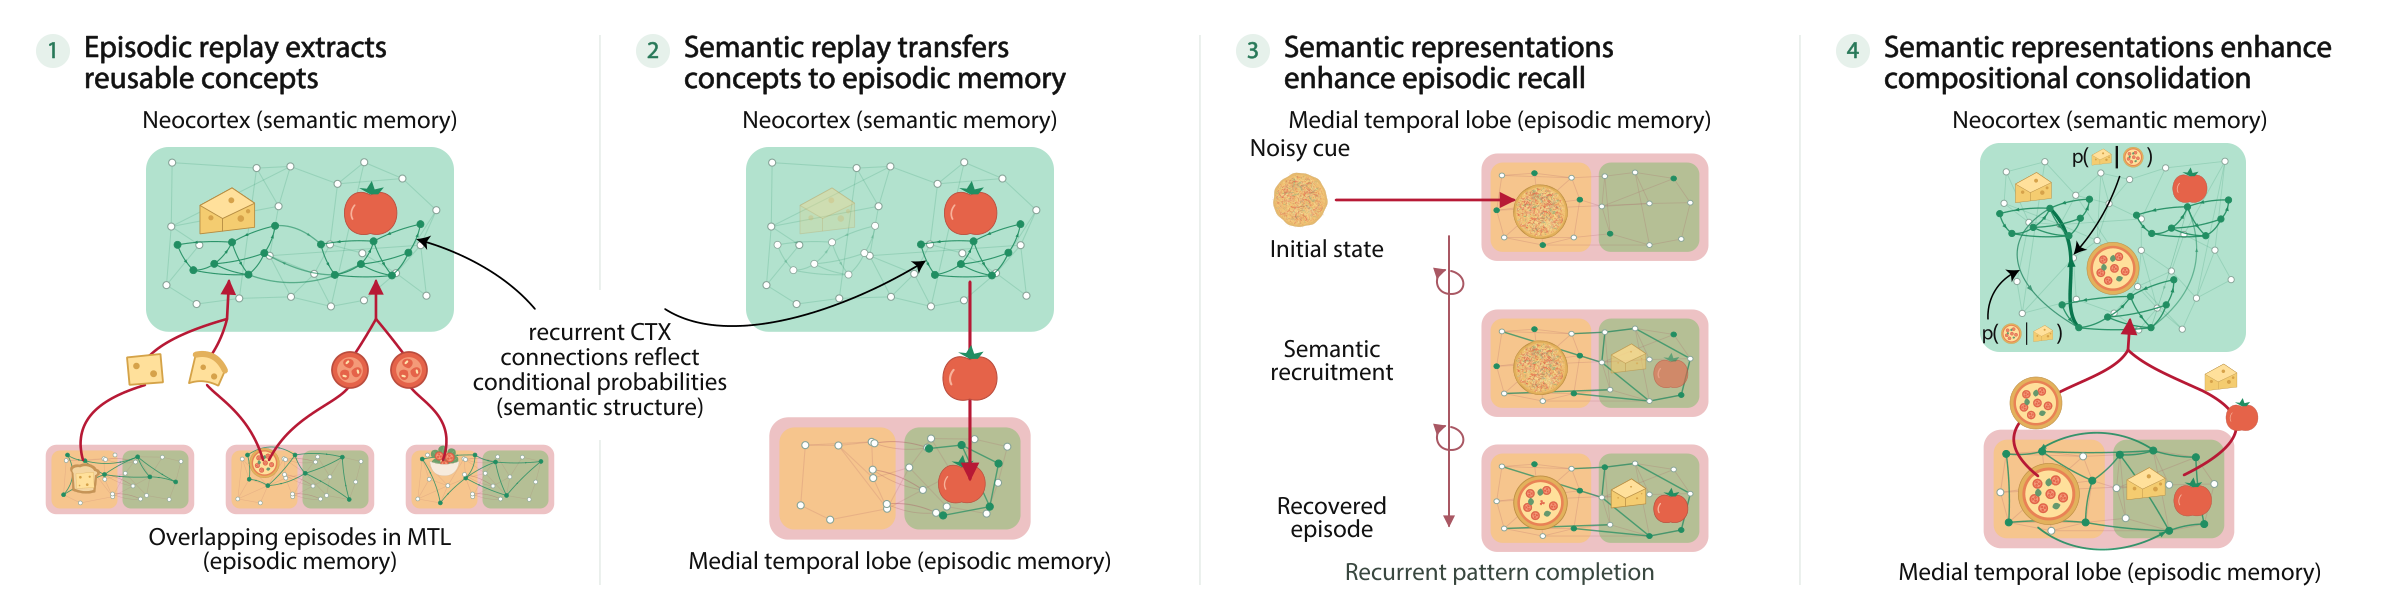 1
Episodic replay extracts
reusable concepts
Neocortex (semantic memory)
recurrent CTX
connections reflect
conditional probabilities
(semantic structure)
Overlapping episodes in MTL
(episodic memory)
2
Semantic replay transfers
concepts to episodic memory
Neocortex (semantic memory)
Medial temporal lobe (episodic memory)
3
Semantic representations
enhance episodic recall
Medial temporal lobe (episodic memory)
Noisy cue
Initial state
Semantic
recruitment
Recovered
episode
Recurrent pattern completion
4
Semantic representations enhance
compositional consolidation
Neocortex (semantic memory)
p( | )
p( | )
Medial temporal lobe (episodic memory)